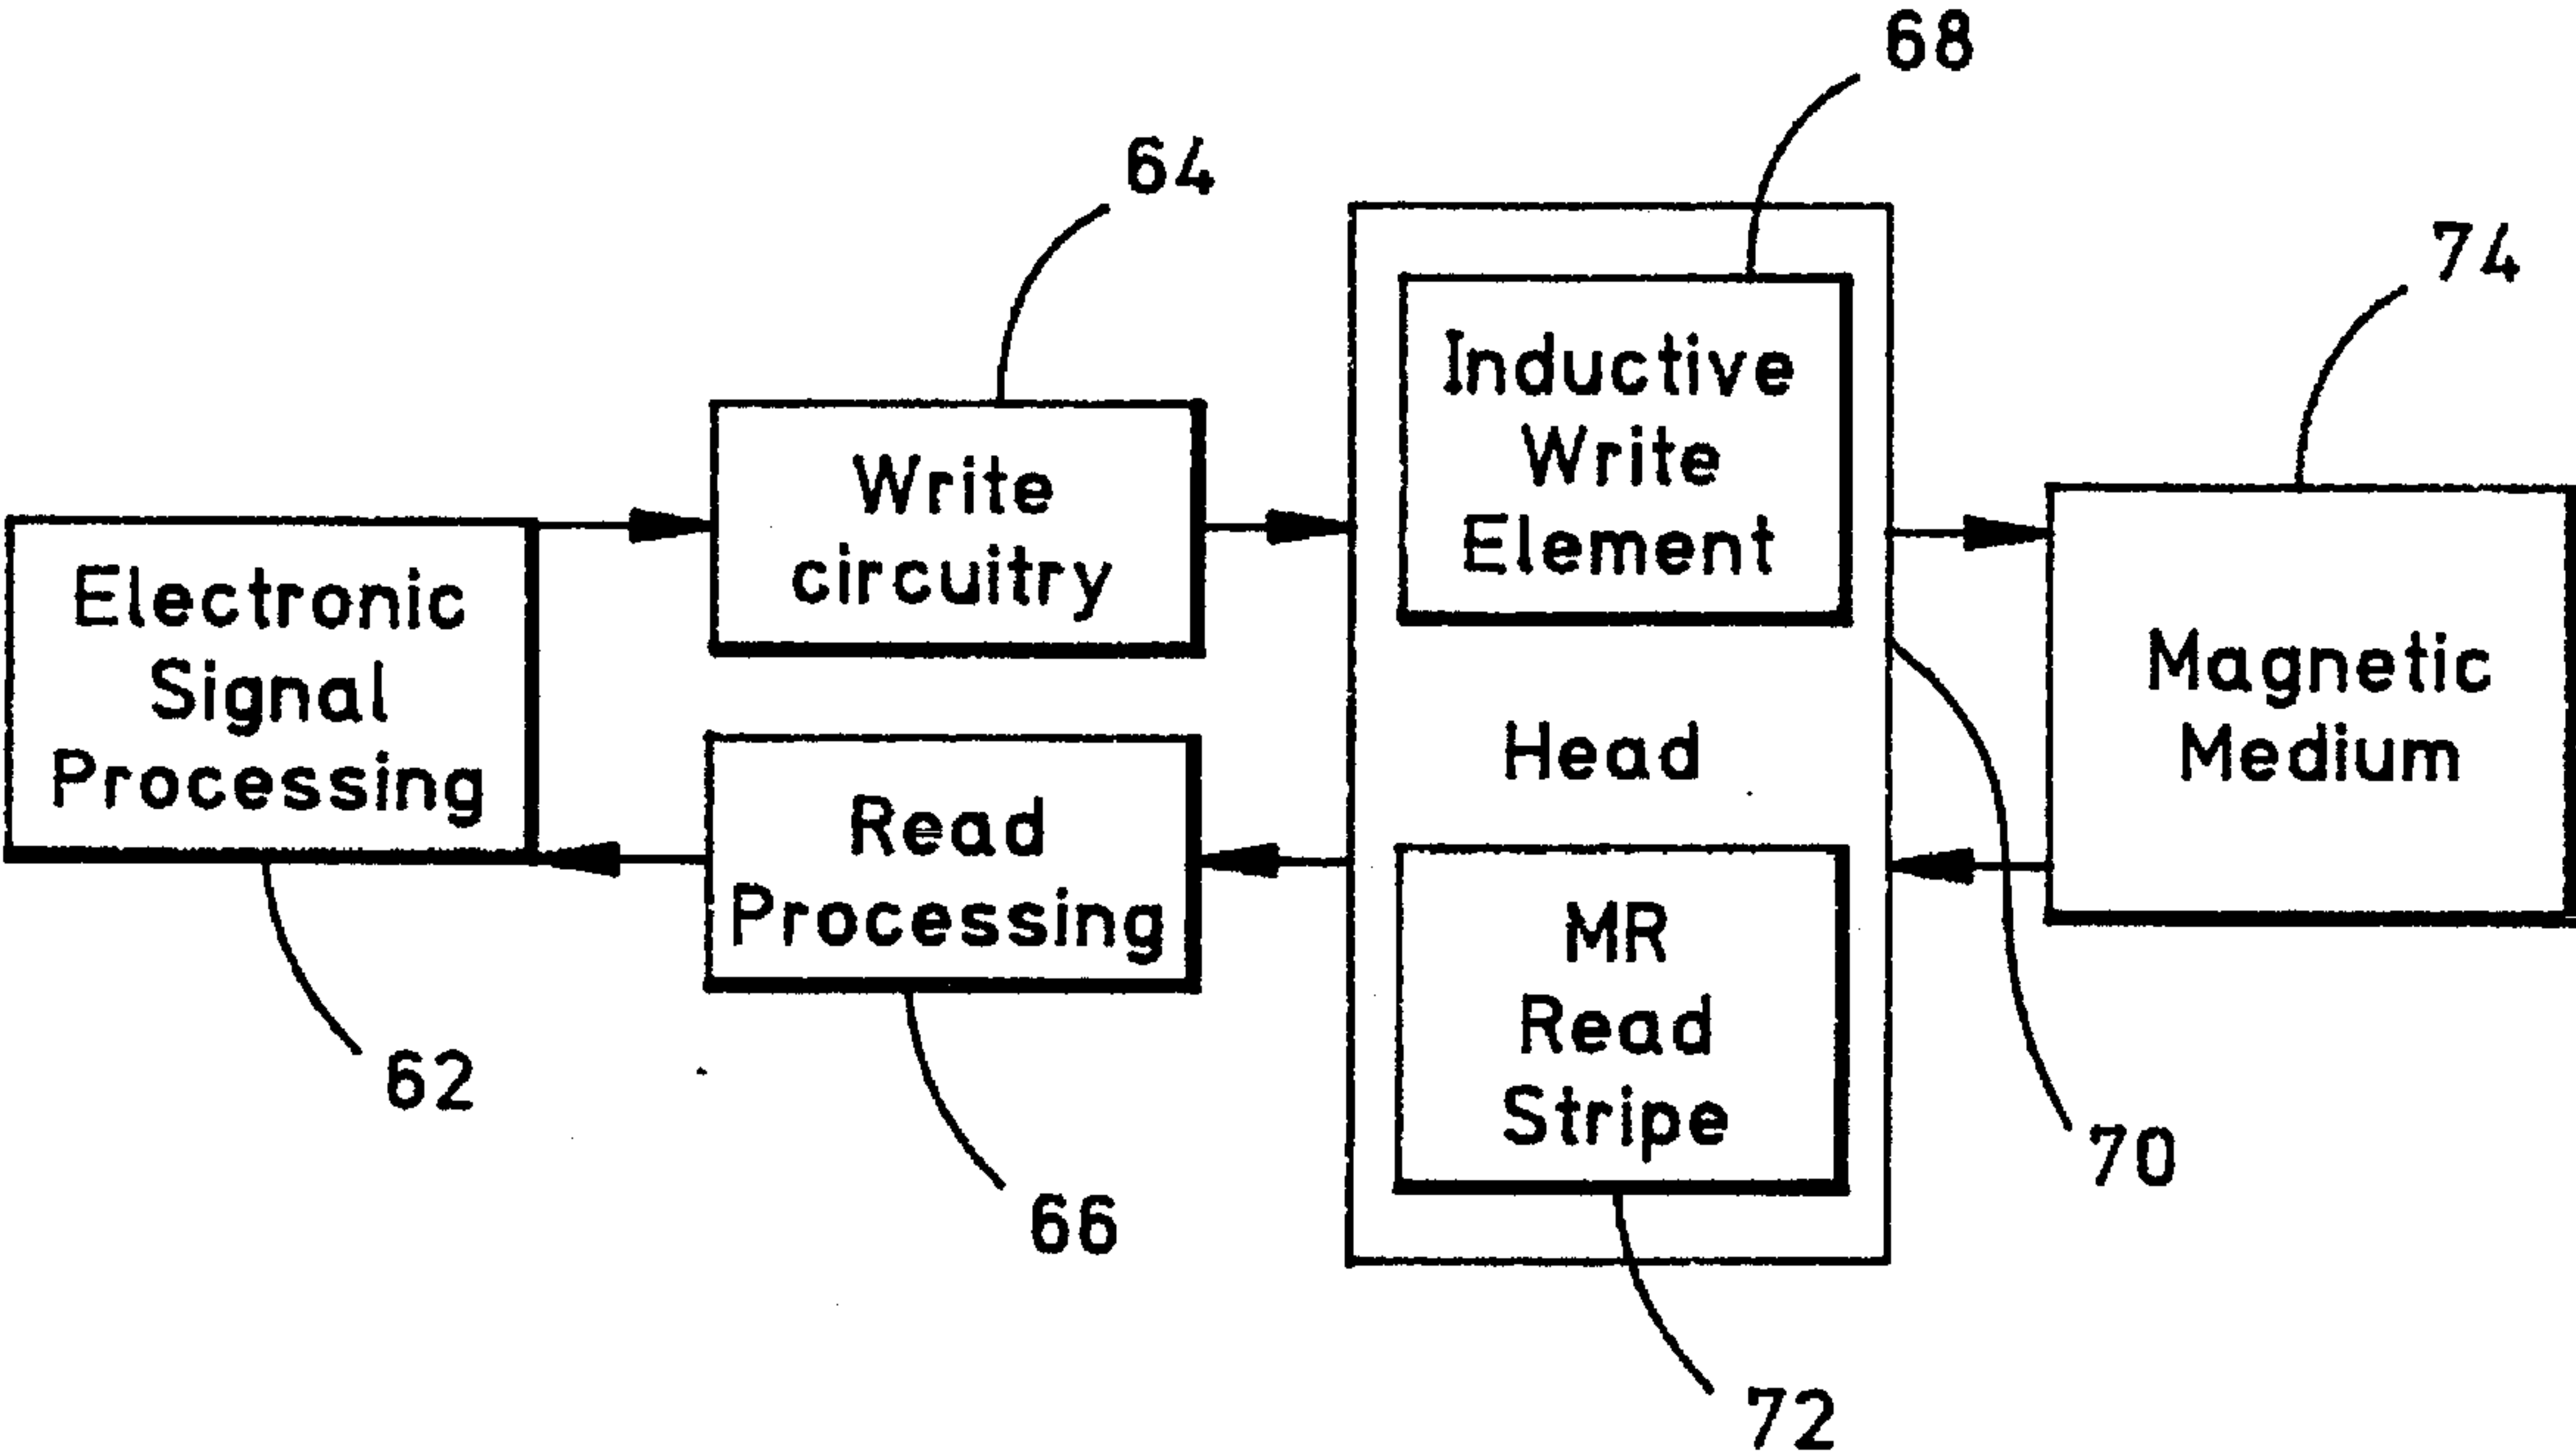 68
64
74
Inductive
Write
Element
Write
circuitry
Electronic
Signal
Processing
Magnetic
Medium
Head
Read
Processing
MR
Read
Stripe
62
70
66
72